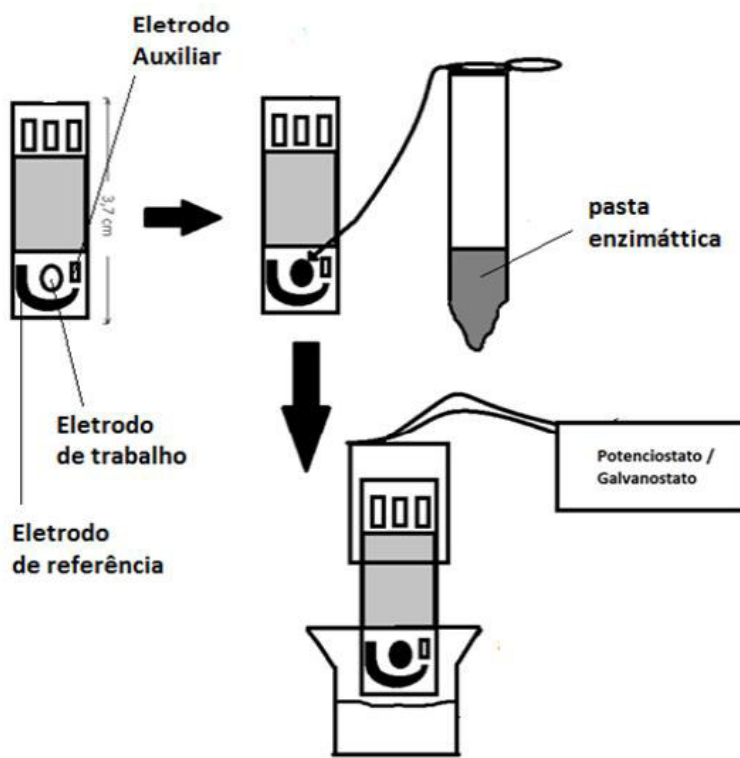 Eletrodo
Auxiliar
3,7 cm
pasta
enzimáttica
Eletrodo
de trabalho
Potenciostato /
Galvanostato
Eletrodo
de referência